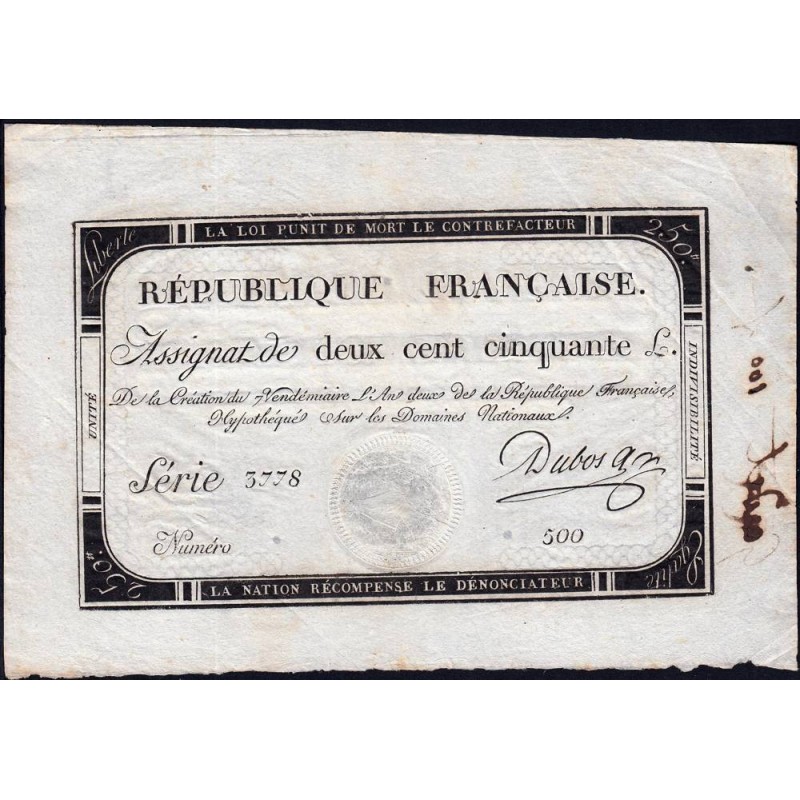 LA LOI PUNIT DE MORT LE CONTREFACTEUR
Liberté
250.₶
RÉPUBLIQUE FRANÇAISE.
Assignat de deux cent cinquante L.
De la Création du 7 Vendémiaire L'An deux de la République Française,
Hypothéqué sur les Domaines Nationaux.
UNITÉ
INDIVISIBILITÉ
100
Série 3778
Numéro
500
250.₶
Egalité
LA NATION RÉCOMPENSE LE DÉNONCIATEUR